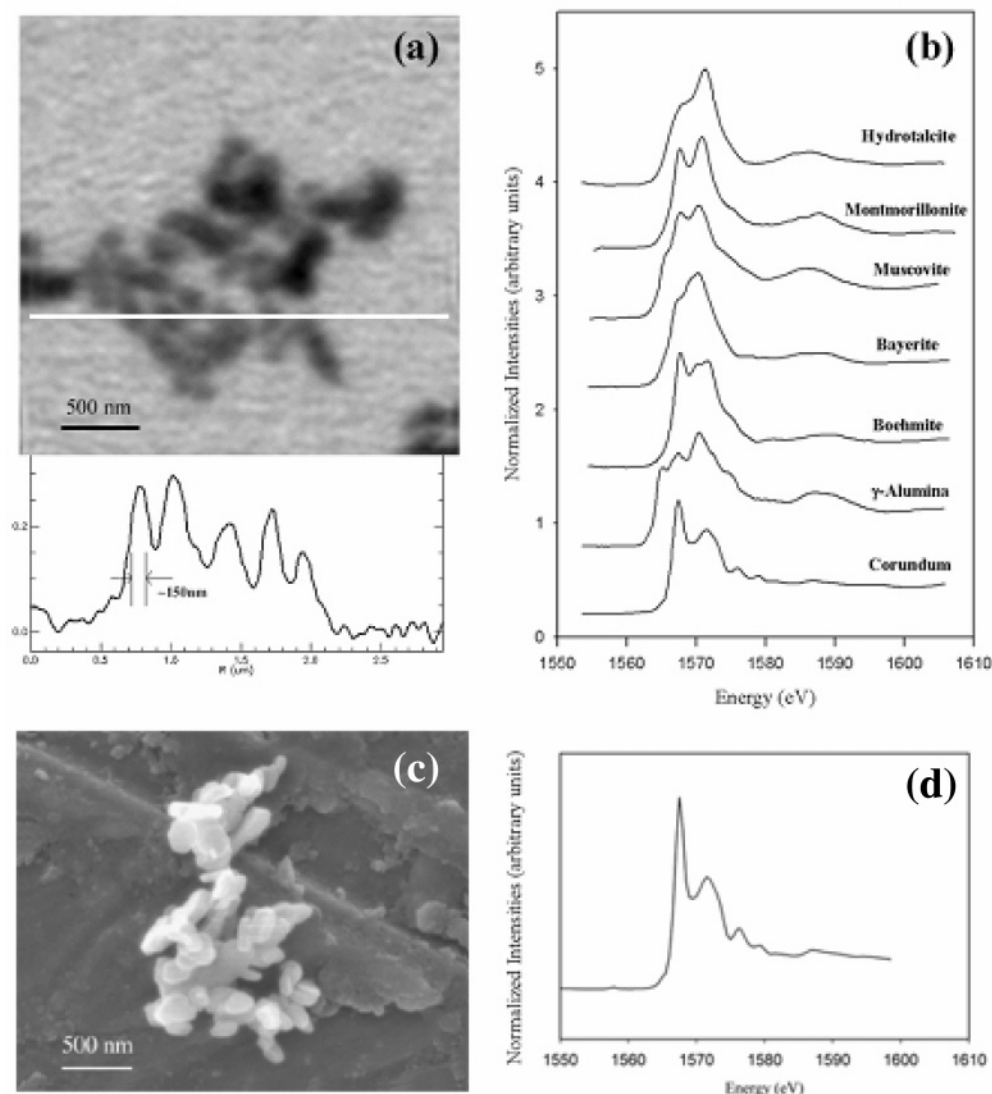 (a)
500 nm
0.2
0.0
~150nm
0.0 0.5 1.0 1.5 2.0 2.5
R (μm)
(b)
Normalized Intensities (arbitrary units)
5
4
3
2
1
0
Hydrotalcite
Montmorillonite
Muscovite
Bayerite
Boehmite
γ-Alumina
Corundum
1550 1560 1570 1580 1590 1600 1610
Energy (eV)
(c)
500 nm
(d)
Normalized Intensities (arbitrary units)
1550 1560 1570 1580 1590 1600 1610
Energy (eV)